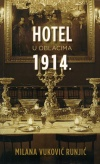 HOTEL
U OBLACIMA
1914.
MILANA VUKOVIĆ RUNJIĆ